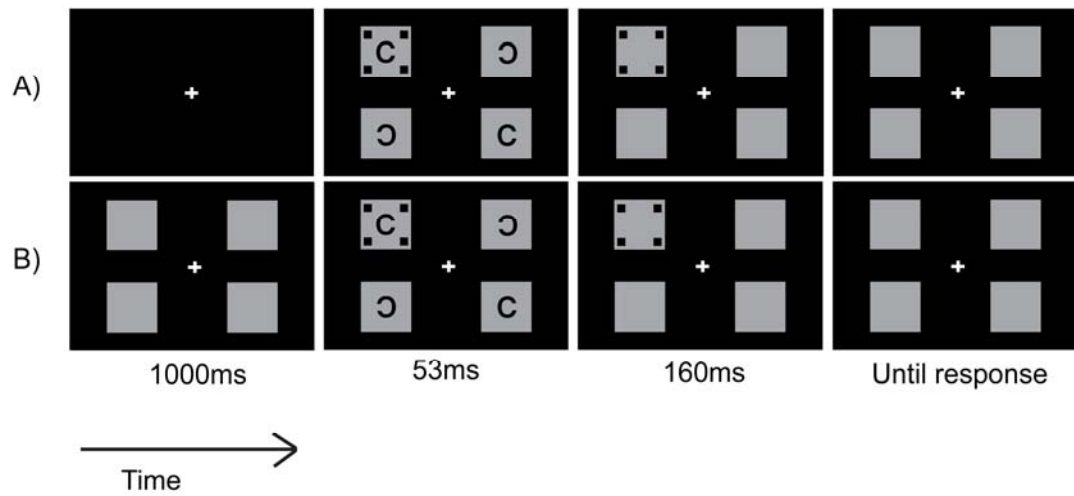 A)
C Ɔ
Ɔ C
B)
C Ɔ
Ɔ C
1000ms 53ms 160ms Until response
Time